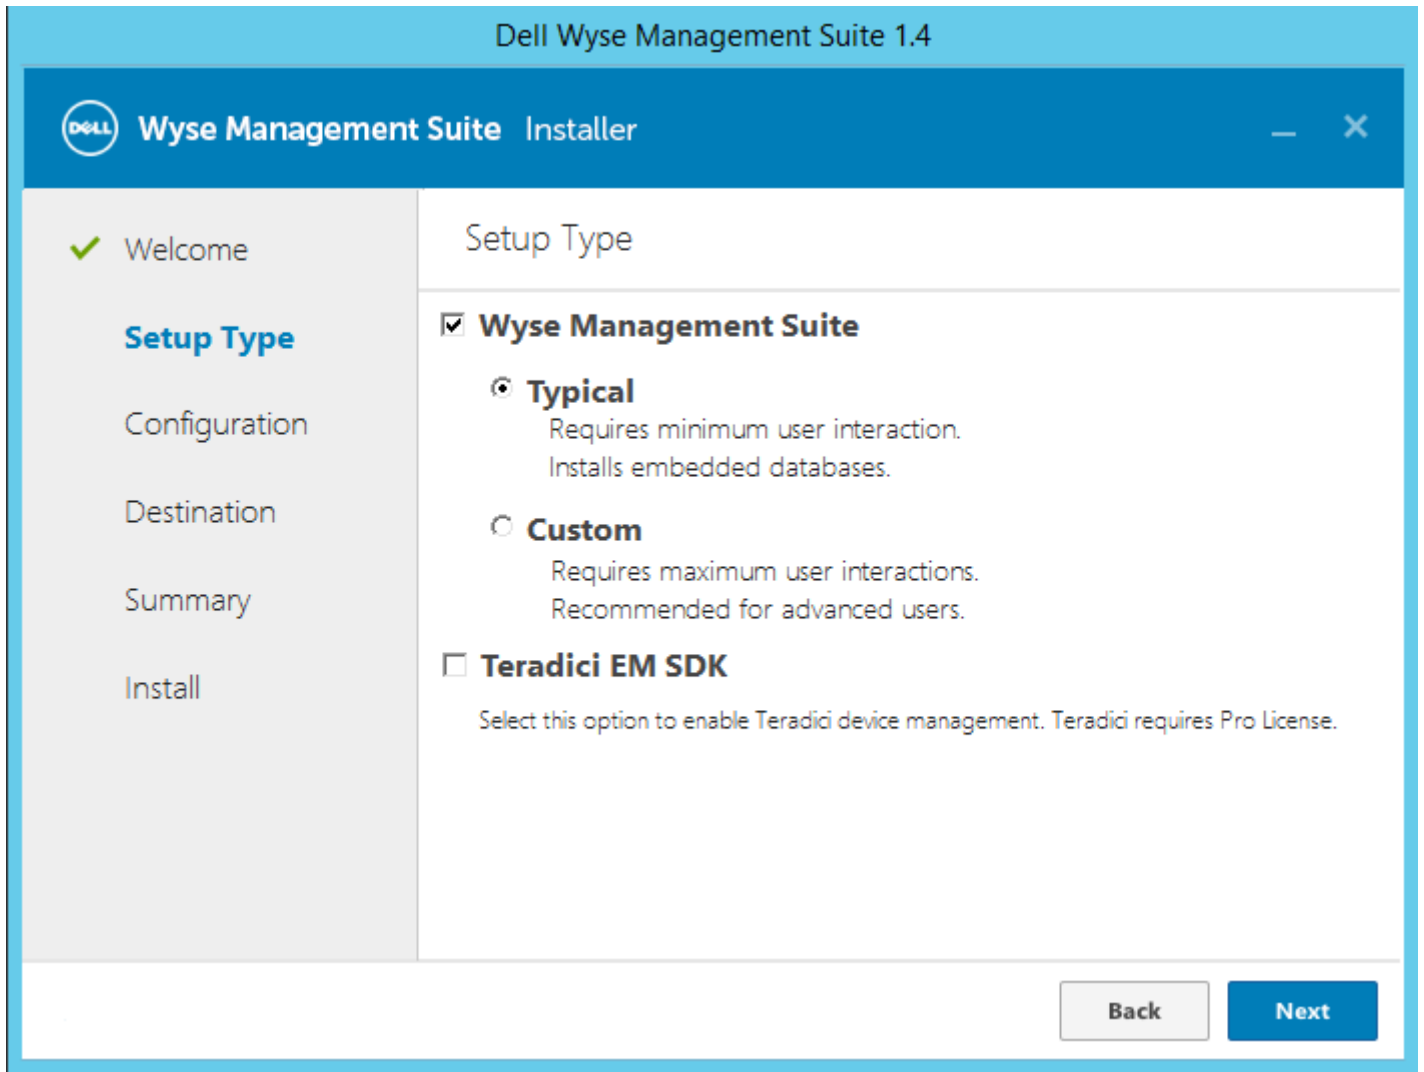 Dell Wyse Management Suite 1.4
DELL Wyse Management Suite Installer
Welcome
Setup Type
Configuration
Destination
Summary
Install
Setup Type
Wyse Management Suite
Typical
Requires minimum user interaction.
Installs embedded databases.
Custom
Requires maximum user interactions.
Recommended for advanced users.
Teradici EM SDK
Select this option to enable Teradici device management. Teradici requires Pro License.
Back Next